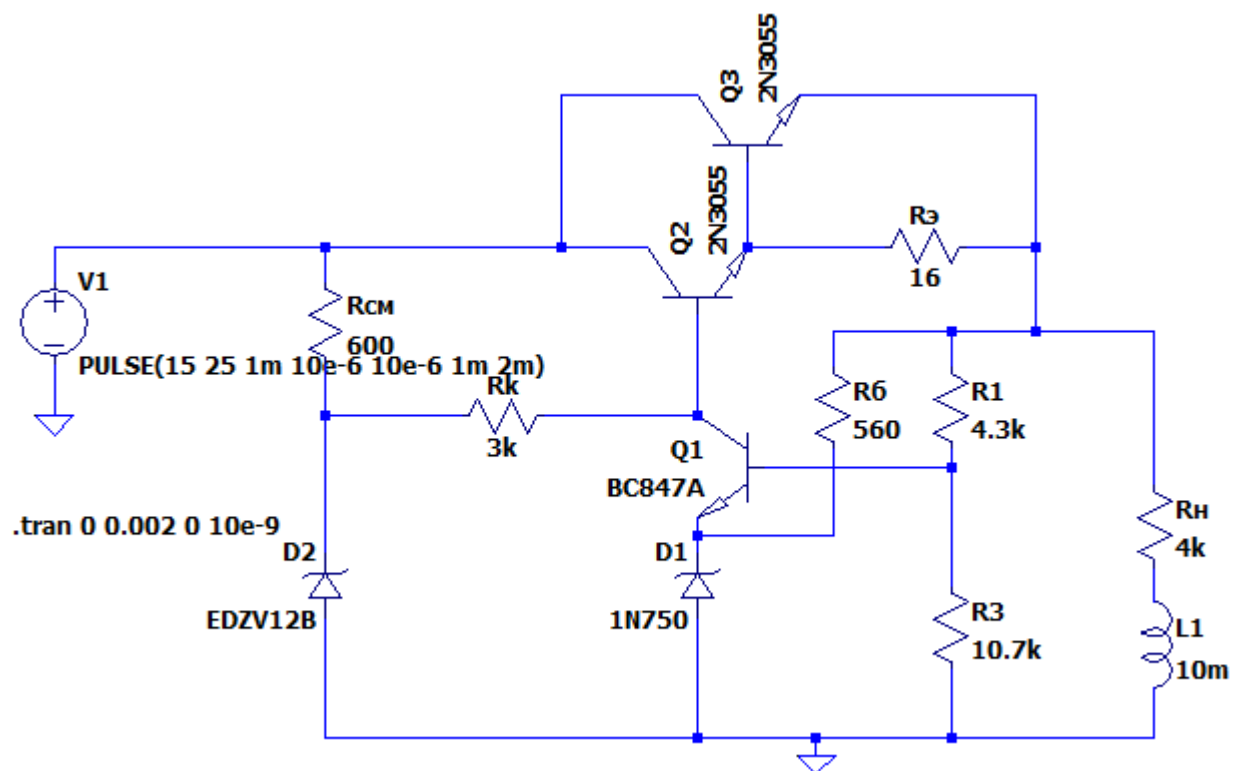 Q3
2N3055
Q2
2N3055
Rэ
16
V1
PULSE(15 25 1m 10e-6 10e-6 1m 2m)
Rсм
600
Rk
3k
Rб
560
R1
4.3k
Q1
BC847A
.tran 0 0.002 0 10e-9
D2
EDZV12B
D1
1N750
R3
10.7k
Rн
4k
L1
10m